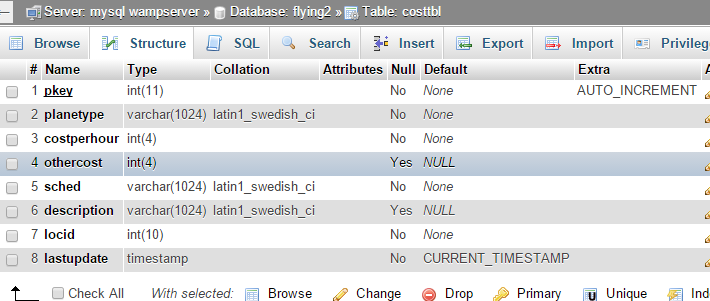 Server: mysql wampserver » Database: flying2 » Table: costtbl
Browse Structure SQL Search Insert Export Import Privileg
# Name Type Collation Attributes Null Default Extra A
1 pkey int(11) No None AUTO_INCREMENT
2 planetype varchar(1024) latin1_swedish_ci No None
3 costperhour int(4) No None
4 othercost int(4) Yes NULL
5 sched varchar(1024) latin1_swedish_ci No None
6 description varchar(1024) latin1_swedish_ci Yes NULL
7 locid int(10) No None
8 lastupdate timestamp No CURRENT_TIMESTAMP
Check All With selected: Browse Change Drop Primary Unique Ind